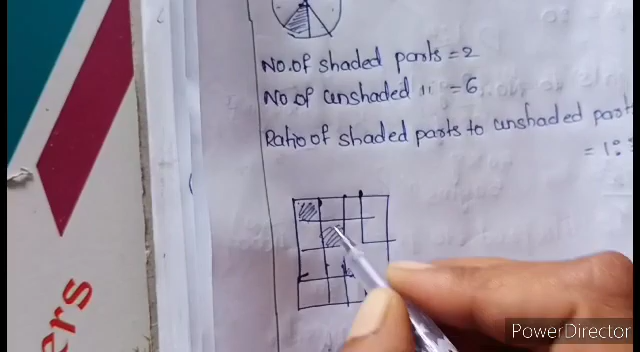 No. of shaded parts = 2
No of unshaded 11 = 6
Ratio of shaded parts to unshaded part
= 1:
ers
PowerDirector